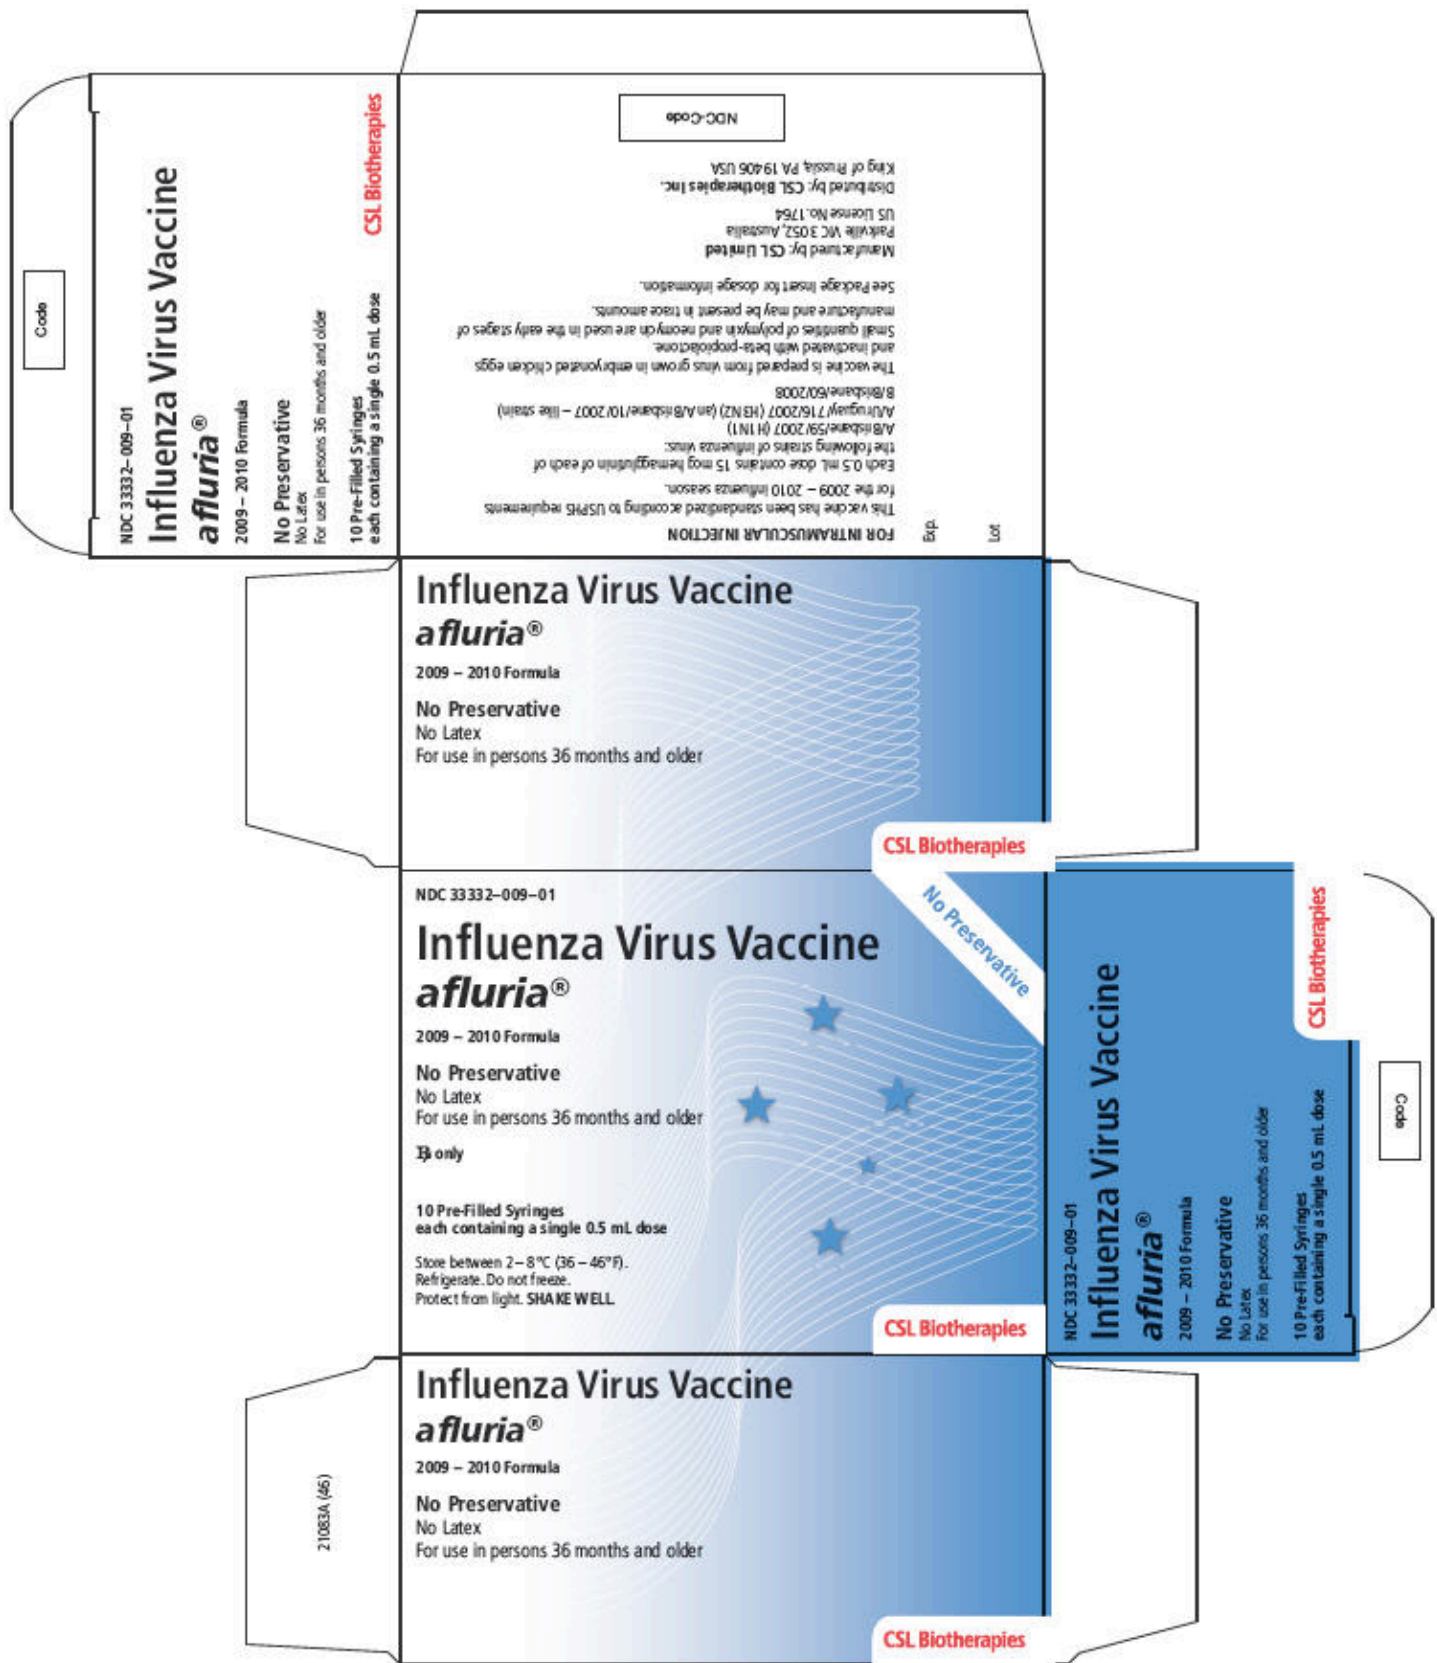 Code
NDC 33332–009–01
Influenza Virus Vaccine
afluria®
2009 – 2010 Formula
No Preservative
No Latex
For use in persons 36 months and older
10 Pre-Filled Syringes
each containing a single 0.5 mL dose
CSL Biotherapies
FOR INTRAMUSCULAR INJECTION
This vaccine has been standardized according to USPHS requirements
for the 2009 – 2010 influenza season.
Each 0.5 mL dose contains 15 mcg hemagglutinin of each of
the following strains of influenza virus:
A/Brisbane/59/2007 (H1N1)
A/Uruguay/716/2007 (H3N2) (an A/Brisbane/10/2007 – like strain)
B/Brisbane/60/2008
The vaccine is prepared from virus grown in embryonated chicken eggs
and inactivated with beta-propiolactone.
Small quantities of polymyxin and neomycin are used in the early stages of
manufacture and may be present in trace amounts.
See Package Insert for dosage information.
Manufactured by: CSL Limited
Parkville VIC 3052, Australia
US License No. 1764
Distributed by: CSL Biotherapies Inc.
King of Prussia, PA 19406 USA
NDC-Code
Exp.
Lot
Influenza Virus Vaccine
afluria®
2009 – 2010 Formula
No Preservative
No Latex
For use in persons 36 months and older
CSL Biotherapies
NDC 33332–009–01
No Preservative
Influenza Virus Vaccine
afluria®
2009 – 2010 Formula
No Preservative
No Latex
For use in persons 36 months and older
℞ only
10 Pre-Filled Syringes
each containing a single 0.5 mL dose
Store between 2 – 8°C (36 – 46°F).
Refrigerate. Do not freeze.
Protect from light. SHAKE WELL.
CSL Biotherapies
NDC 33332–009–01
Influenza Virus Vaccine
afluria®
2009 – 2010 Formula
No Preservative
No Latex
For use in persons 36 months and older
10 Pre-Filled Syringes
each containing a single 0.5 mL dose
CSL Biotherapies
Code
21083A (46)
Influenza Virus Vaccine
afluria®
2009 – 2010 Formula
No Preservative
No Latex
For use in persons 36 months and older
CSL Biotherapies